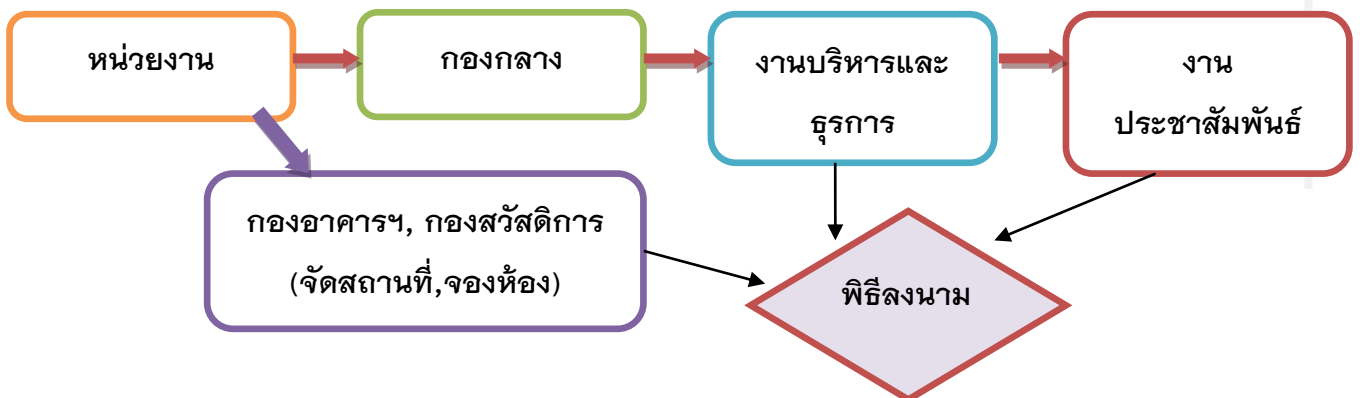 หน่วยงาน
กองกลาง
งานบริหารและ
ธุรการ
งาน
ประชาสัมพันธ์
กองอาคารฯ, กองสวัสดิการ
(จัดสถานที่,จองห้อง)
พิธีลงนาม